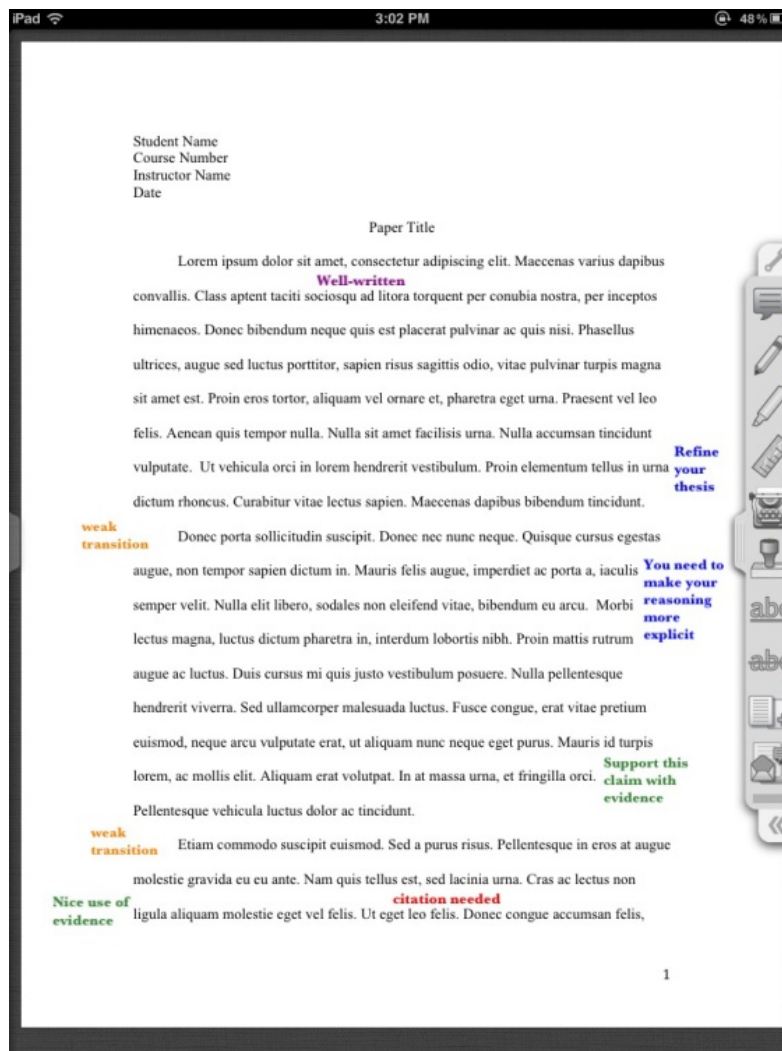 iPad 3:02 PM 48%
Student Name
Course Number
Instructor Name
Date
Paper Title
Lorem ipsum dolor sit amet, consectetur adipiscing elit. Maecenas varius dapibus
Well-written
convallis. Class aptent taciti sociosqu ad litora torquent per conubia nostra, per inceptos
himenaeos. Donec bibendum neque quis est placerat pulvinar ac quis nisi. Phasellus
ultrices, augue sed luctus porttitor, sapien risus sagittis odio, vitae pulvinar turpis magna
sit amet est. Proin eros tortor, aliquam vel ornare et, pharetra eget urna. Praesent vel leo
felis. Aenean quis tempor nulla. Nulla sit amet facilisis urna. Nulla accumsan tincidunt
vulputate.  Ut vehicula orci in lorem hendrerit vestibulum. Proin elementum tellus in urna
Refine
your
thesis
dictum rhoncus. Curabitur vitae lectus sapien. Maecenas dapibus bibendum tincidunt.
weak
transition
Donec porta sollicitudin suscipit. Donec nec nunc neque. Quisque cursus egestas
augue, non tempor sapien dictum in. Mauris felis augue, imperdiet ac porta a, iaculis
You need to
make your
reasoning
more
explicit
semper velit. Nulla elit libero, sodales non eleifend vitae, bibendum eu arcu.  Morbi
lectus magna, luctus dictum pharetra in, interdum lobortis nibh. Proin mattis rutrum
augue ac luctus. Duis cursus mi quis justo vestibulum posuere. Nulla pellentesque
hendrerit viverra. Sed ullamcorper malesuada luctus. Fusce congue, erat vitae pretium
euismod, neque arcu vulputate erat, ut aliquam nunc neque eget purus. Mauris id turpis
lorem, ac mollis elit. Aliquam erat volutpat. In at massa urna, et fringilla orci.
Support this
claim with
evidence
Pellentesque vehicula luctus dolor ac tincidunt.
weak
transition
Etiam commodo suscipit euismod. Sed a purus risus. Pellentesque in eros at augue
molestie gravida eu eu ante. Nam quis tellus est, sed lacinia urna. Cras ac lectus non
citation needed
Nice use of
evidence
ligula aliquam molestie eget vel felis. Ut eget leo felis. Donec congue accumsan felis,
1
abc
abc